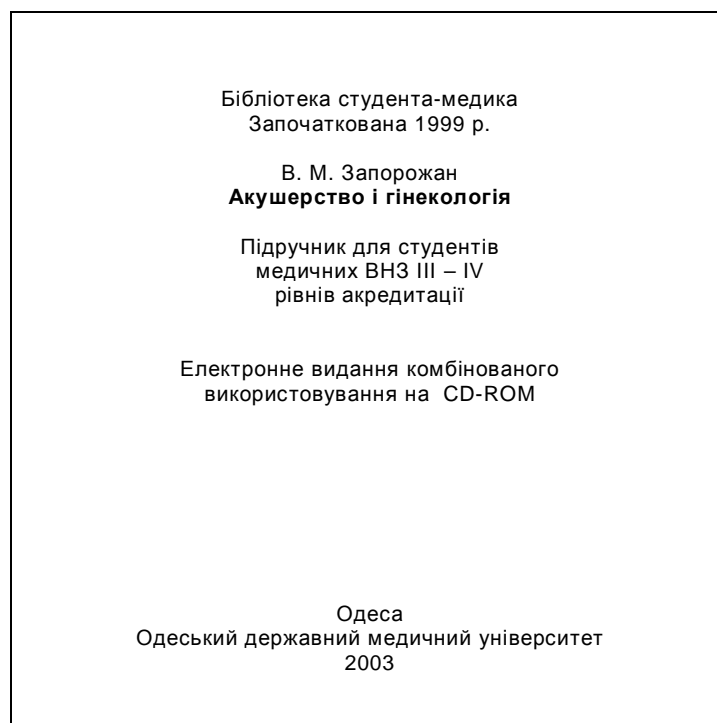 Бібліотека студента-медика
Започаткована 1999 р.
В. М. Запорожан
Акушерство і гінекологія
Підручник для студентів
медичних ВНЗ III – IV
рівнів акредитації
Електронне видання комбінованого
використовування на CD-ROM
Одеса
Одеський державний медичний університет
2003